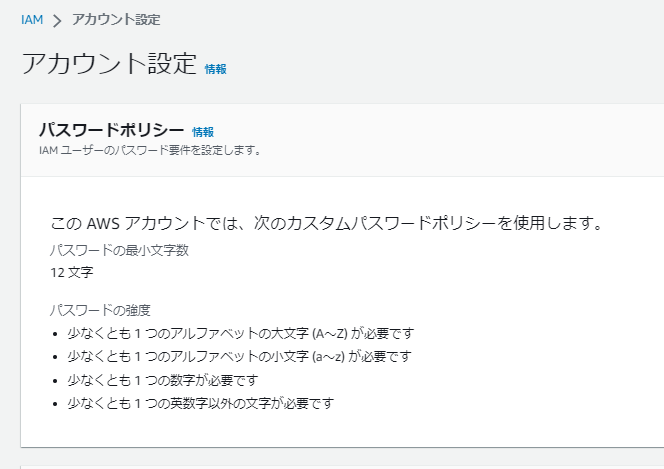 IAM > アカウント設定
アカウント設定 情報
パスワードポリシー 情報
IAM ユーザーのパスワード要件を設定します。
この AWS アカウントでは、次のカスタムパスワードポリシーを使用します。
パスワードの最小文字数
12 文字
パスワードの強度
• 少なくとも 1 つのアルファベットの大文字 (A～Z) が必要です
• 少なくとも 1 つのアルファベットの小文字 (a～z) が必要です
• 少なくとも 1 つの数字が必要です
• 少なくとも 1 つの英数字以外の文字が必要です